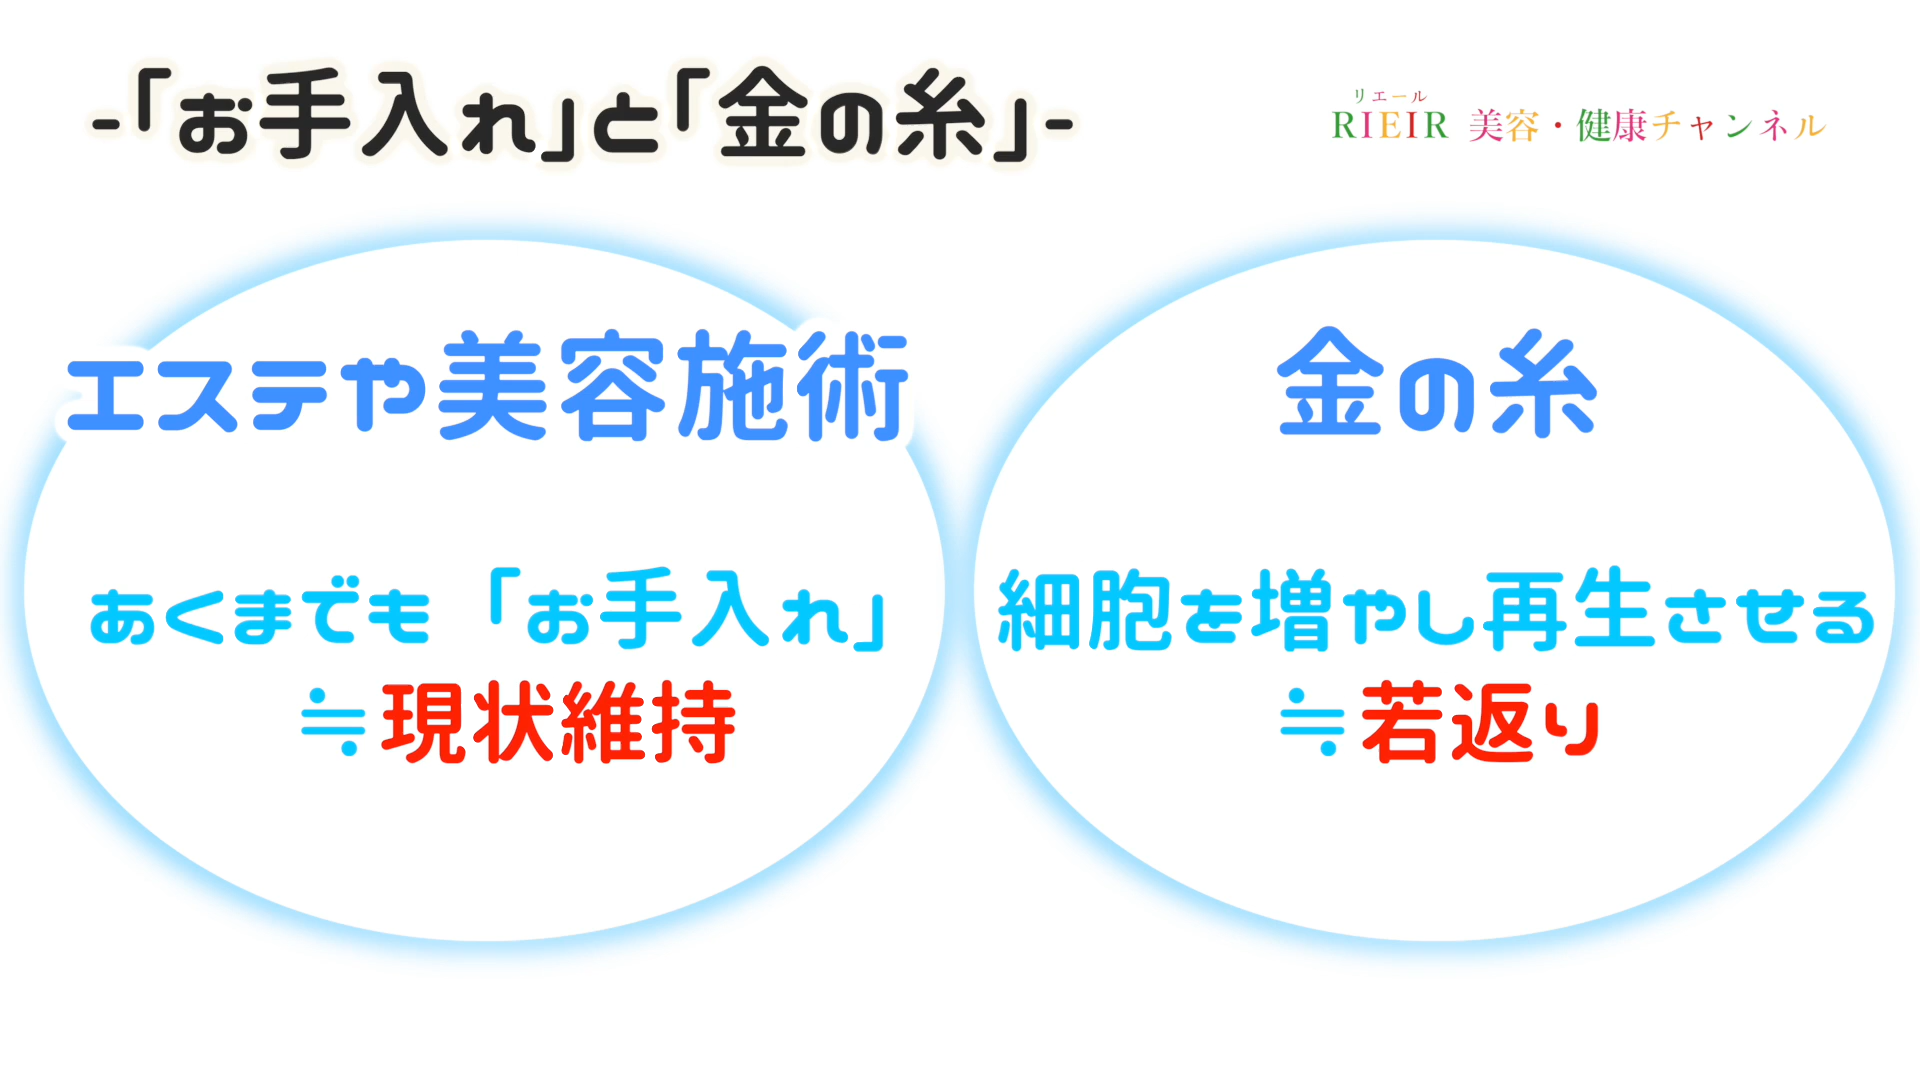 -「お手入れ」と「金の糸」-
リエール
RIEIR 美容・健康チャンネル
エステや美容施術
あくまでも「お手入れ」
≒現状維持
金の糸
細胞を増やし再生させる
≒若返り